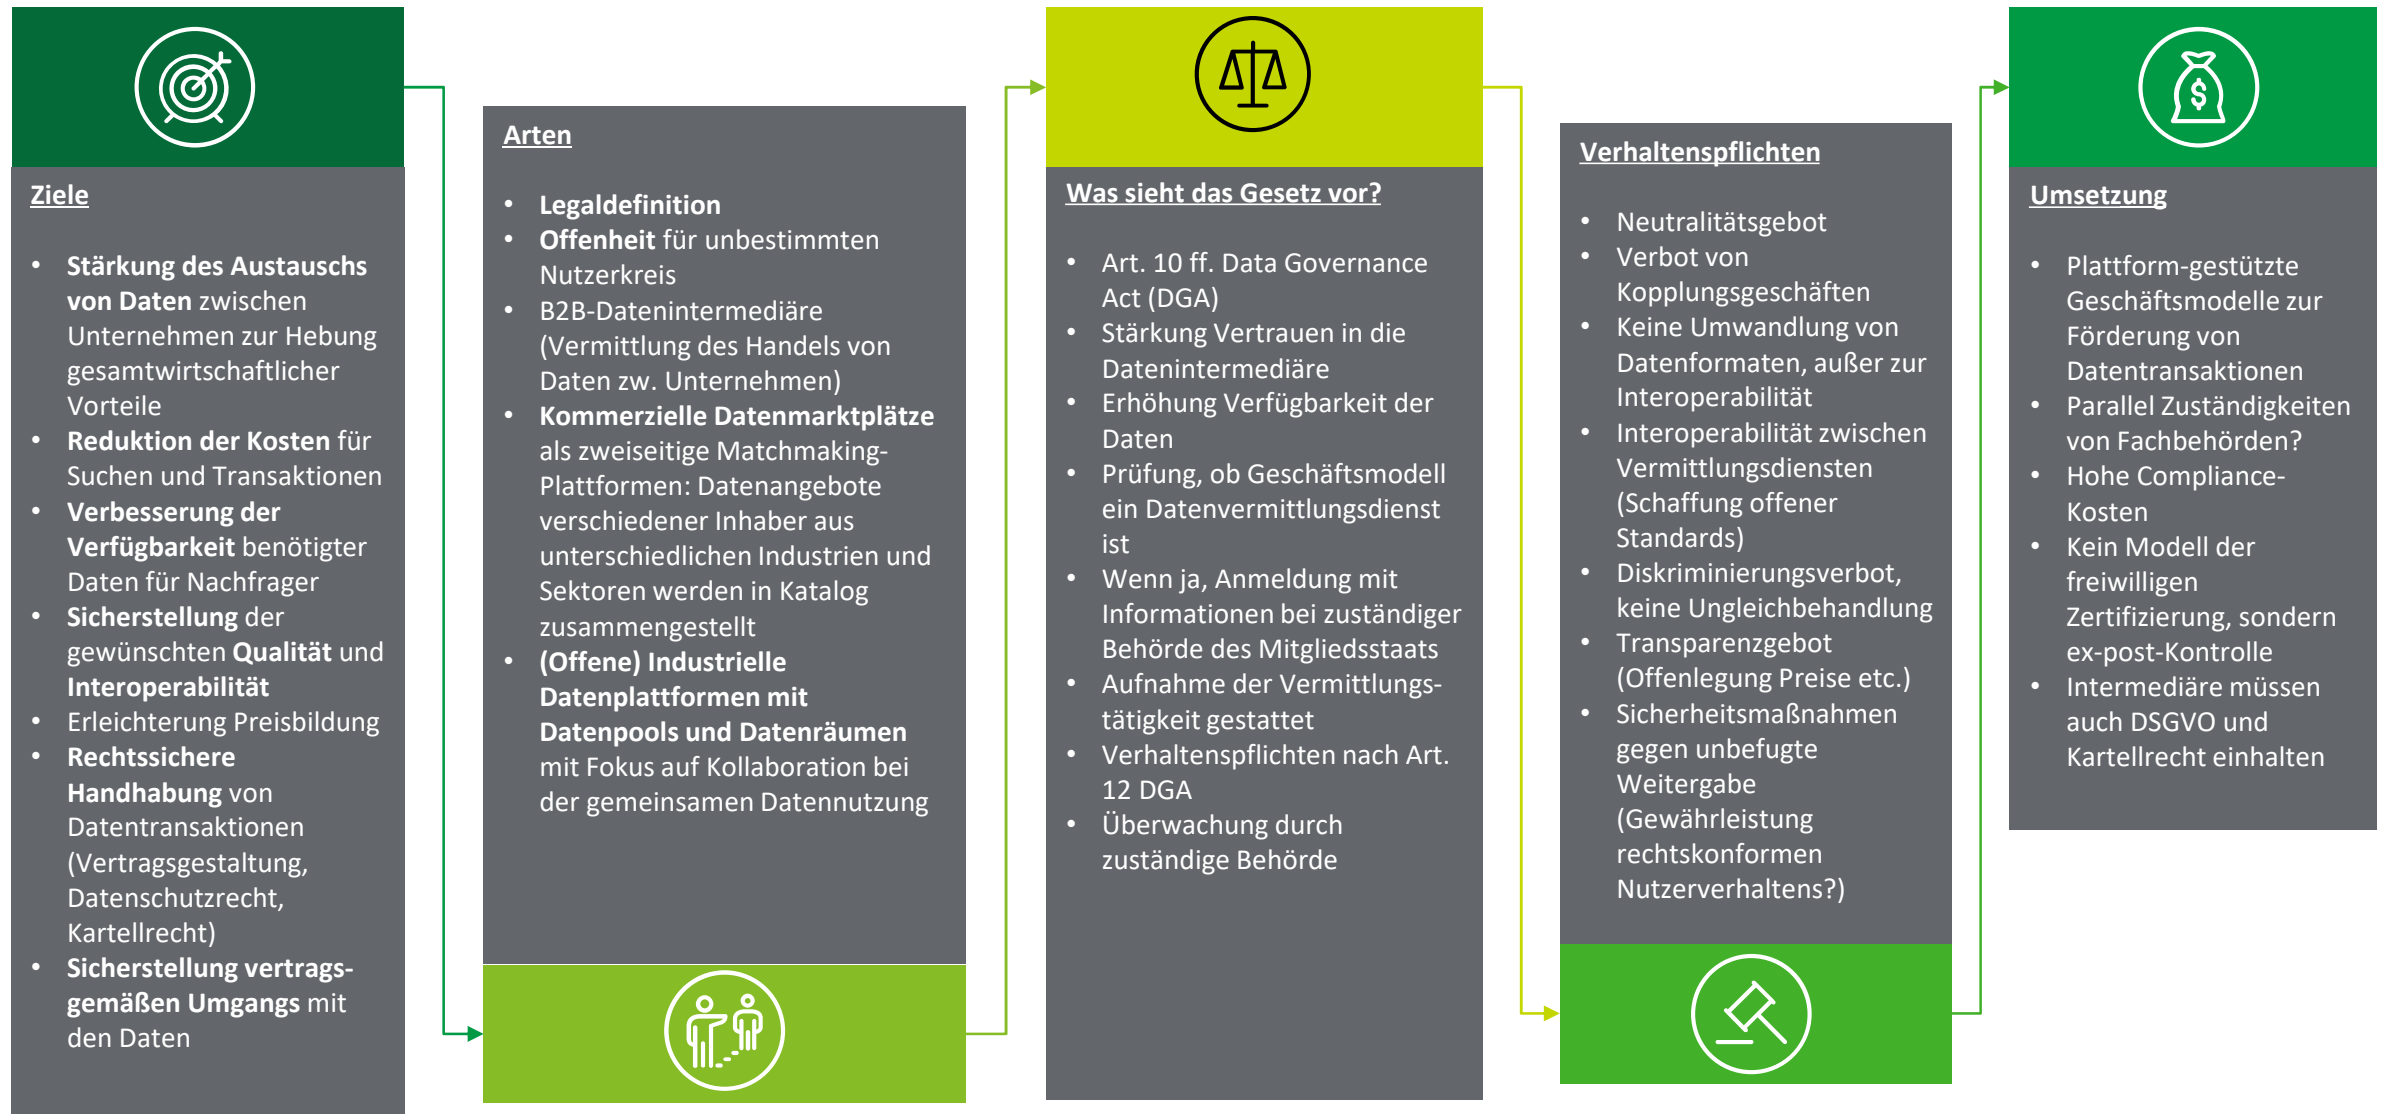 Ziele
• Stärkung des Austauschs
von Daten zwischen
Unternehmen zur Hebung
gesamtwirtschaftlicher
Vorteile
• Reduktion der Kosten für
Suchen und Transaktionen
• Verbesserung der
Verfügbarkeit benötigter
Daten für Nachfrager
• Sicherstellung der
gewünschten Qualität und
Interoperabilität
• Erleichterung Preisbildung
• Rechtssichere
Handhabung von
Datentransaktionen
(Vertragsgestaltung,
Datenschutzrecht,
Kartellrecht)
• Sicherstellung vertrags-
gemäßen Umgangs mit
den Daten
Arten
• Legaldefinition
• Offenheit für unbestimmten
Nutzerkreis
• B2B-Datenintermediäre
(Vermittlung des Handels von
Daten zw. Unternehmen)
• Kommerzielle Datenmarktplätze
als zweiseitige Matchmaking-
Plattformen: Datenangebote
verschiedener Inhaber aus
unterschiedlichen Industrien und
Sektoren werden in Katalog
zusammengestellt
• (Offene) Industrielle
Datenplattformen mit
Datenpools und Datenräumen
mit Fokus auf Kollaboration bei
der gemeinsamen Datennutzung
Was sieht das Gesetz vor?
• Art. 10 ff. Data Governance
Act (DGA)
• Stärkung Vertrauen in die
Datenintermediäre
• Erhöhung Verfügbarkeit der
Daten
• Prüfung, ob Geschäftsmodell
ein Datenvermittlungsdienst
ist
• Wenn ja, Anmeldung mit
Informationen bei zuständiger
Behörde des Mitgliedsstaats
• Aufnahme der Vermittlungs-
tätigkeit gestattet
• Verhaltenspflichten nach Art.
12 DGA
• Überwachung durch
zuständige Behörde
Verhaltenspflichten
• Neutralitätsgebot
• Verbot von
Kopplungsgeschäften
• Keine Umwandlung von
Datenformaten, außer zur
Interoperabilität
• Interoperabilität zwischen
Vermittlungsdiensten
(Schaffung offener
Standards)
• Diskriminierungsverbot,
keine Ungleichbehandlung
• Transparenzgebot
(Offenlegung Preise etc.)
• Sicherheitsmaßnahmen
gegen unbefugte
Weitergabe
(Gewährleistung
rechtskonformen
Nutzerverhaltens?)
$
Umsetzung
• Plattform-gestützte
Geschäftsmodelle zur
Förderung von
Datentransaktionen
• Parallel Zuständigkeiten
von Fachbehörden?
• Hohe Compliance-
Kosten
• Kein Modell der
freiwilligen
Zertifizierung, sondern
ex-post-Kontrolle
• Intermediäre müssen
auch DSGVO und
Kartellrecht einhalten